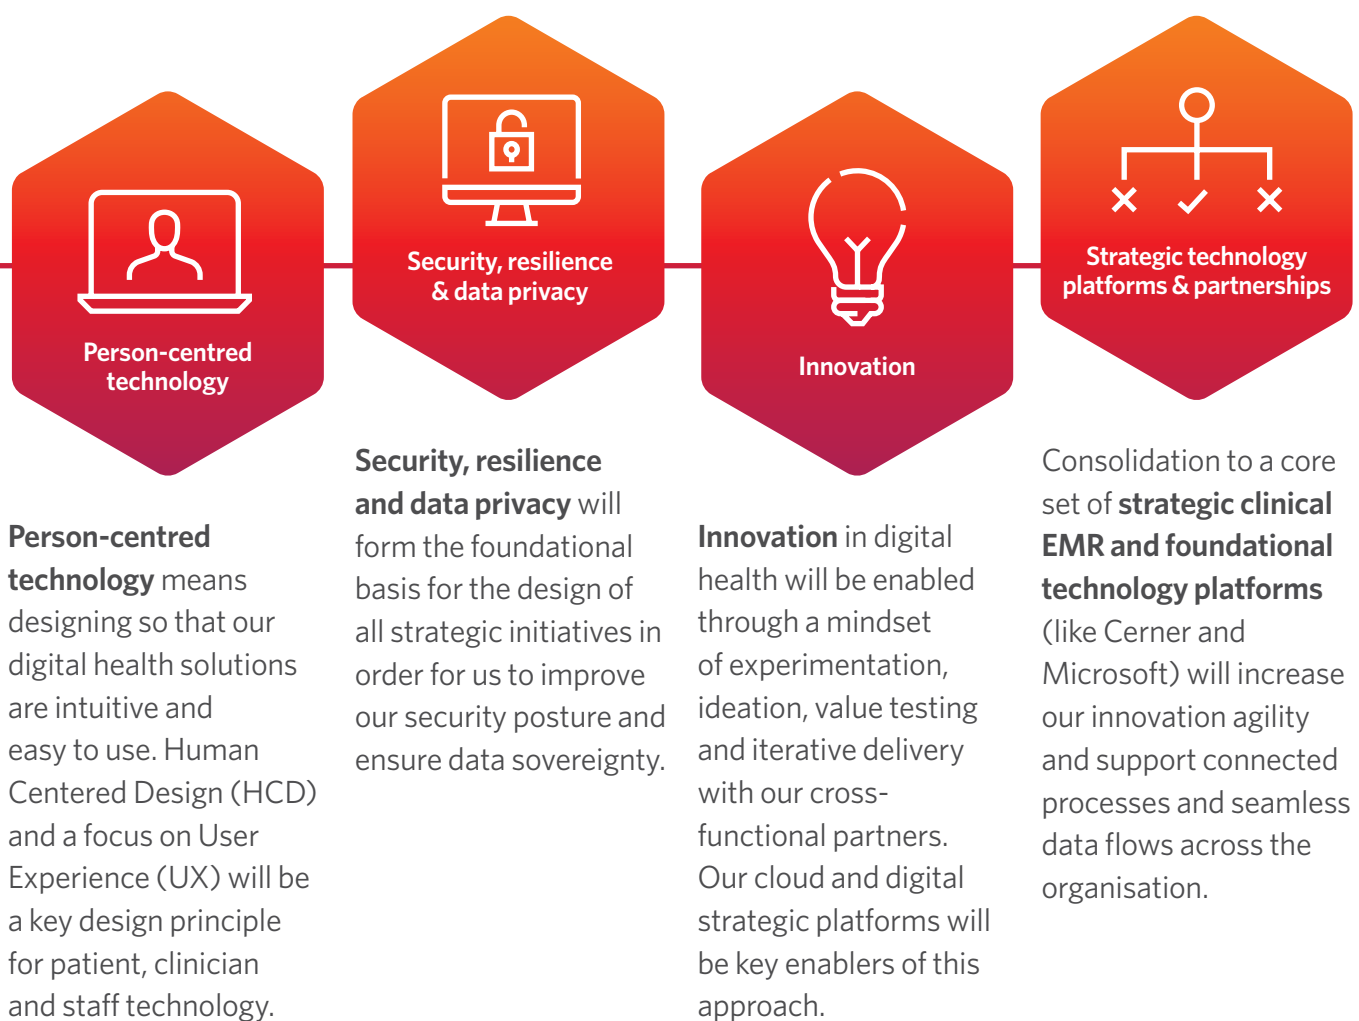 Person-centred
technology
Security, resilience
& data privacy
Innovation
Strategic technology
platforms & partnerships
Person-centred
technology means
designing so that our
digital health solutions
are intuitive and
easy to use. Human
Centered Design (HCD)
and a focus on User
Experience (UX) will be
a key design principle
for patient, clinician
and staff technology.
Security, resilience
and data privacy will
form the foundational
basis for the design of
all strategic initiatives in
order for us to improve
our security posture and
ensure data sovereignty.
Innovation in digital
health will be enabled
through a mindset
of experimentation,
ideation, value testing
and iterative delivery
with our cross-
functional partners.
Our cloud and digital
strategic platforms will
be key enablers of this
approach.
Consolidation to a core
set of strategic clinical
EMR and foundational
technology platforms
(like Cerner and
Microsoft) will increase
our innovation agility
and support connected
processes and seamless
data flows across the
organisation.